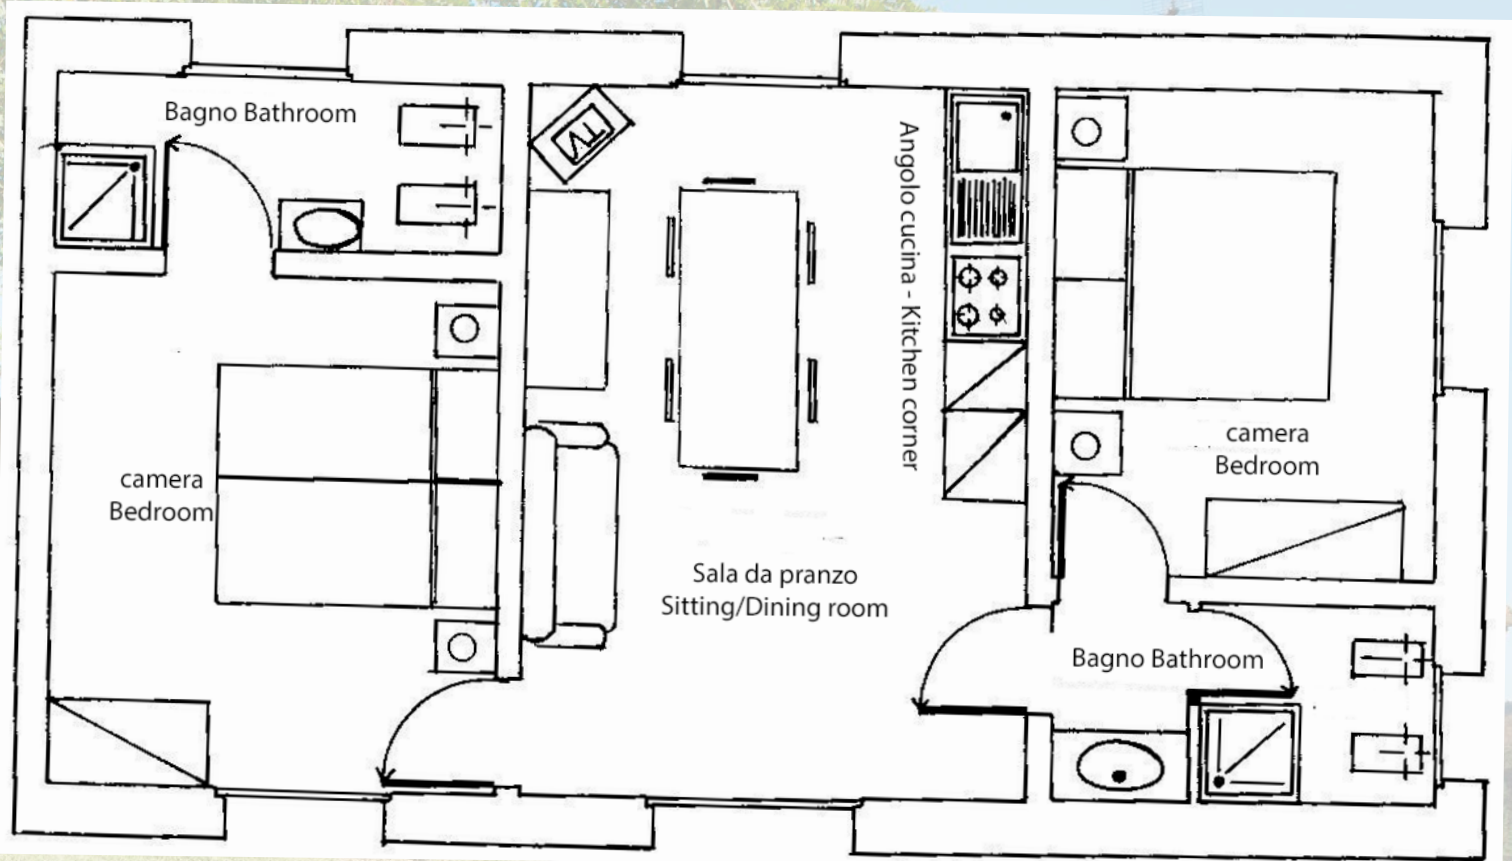 Bagno Bathroom
TV
Angolo cucina - Kitchen corner
camera
Bedroom
camera
Bedroom
Sala da pranzo
Sitting/Dining room
Bagno Bathroom